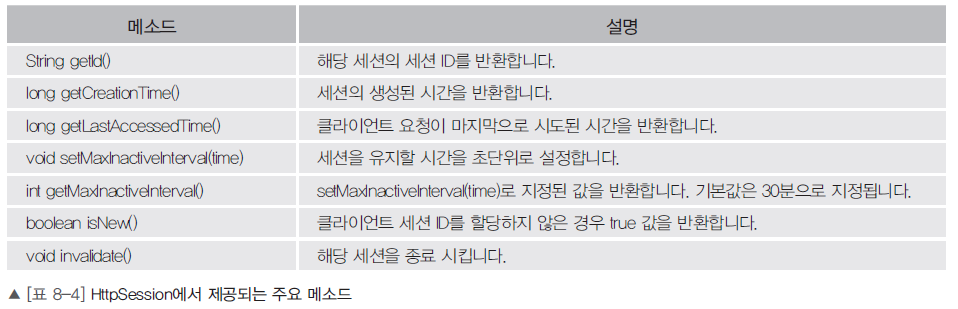 메소드 설명
String getId() 해당 세션의 세션 ID를 반환합니다.
long getCreationTime() 세션의 생성된 시간을 반환합니다.
long getLastAccessedTime() 클라이언트 요청이 마지막으로 시도된 시간을 반환합니다.
void setMaxInactiveInterval(time) 세션을 유지할 시간을 초단위로 설정합니다.
int getMaxInactiveInterval() setMaxInactiveInterval(time)로 지정된 값을 반환합니다. 기본값은 30분으로 지정됩니다.
boolean isNew() 클라이언트 세션 ID를 할당하지 않은 경우 true 값을 반환합니다.
void invalidate() 해당 세션을 종료 시킵니다.
▲ [표 8-4] HttpSession에서 제공되는 주요 메소드